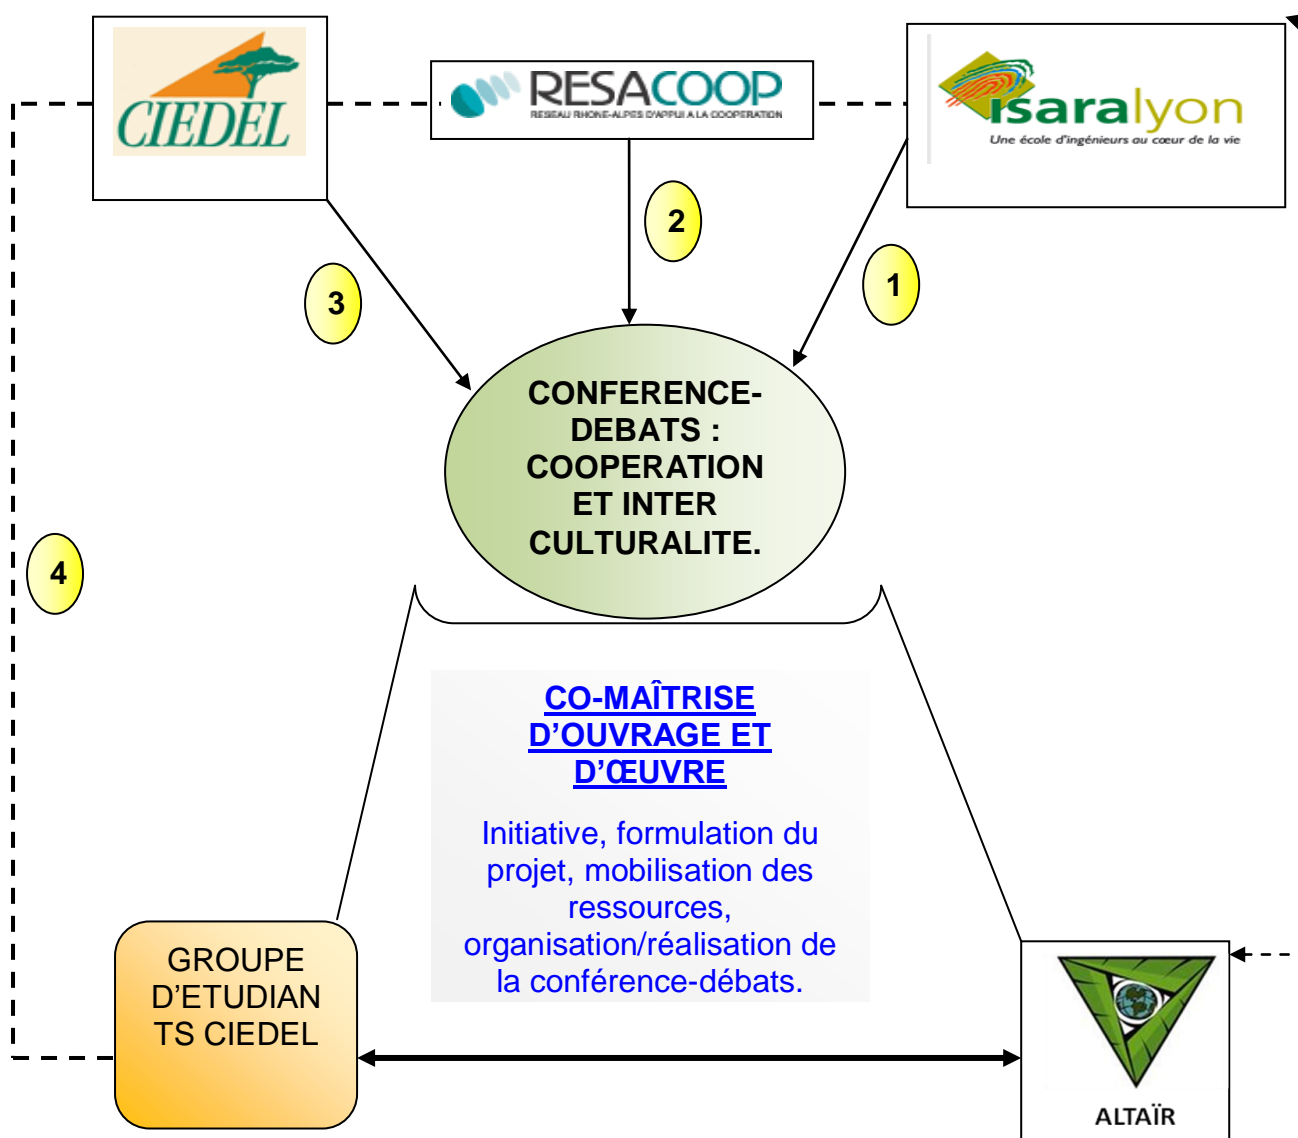 CIEDEL
RESACOOP
RESEAU RHONE-ALPES D'APPUI A LA COOPERATION
isaralyon
Une école d'ingénieurs au cœur de la vie
2
1
3
CONFERENCE-
DEBATS :
COOPERATION
ET INTER
CULTURALITE.
4
CO-MAÎTRISE
D'OUVRAGE ET
D'ŒUVRE
Initiative, formulation du
projet, mobilisation des
ressources,
organisation/réalisation de
la conférence-débats.
GROUPE
D'ETUDIAN
TS CIEDEL
ALTAÏR